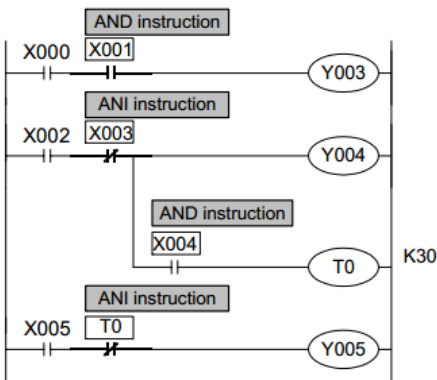 AND instruction
X000 X001 Y003
ANI instruction
X002 X003 Y004
AND instruction
X004
T0 K30
ANI instruction
X005 T0 Y005